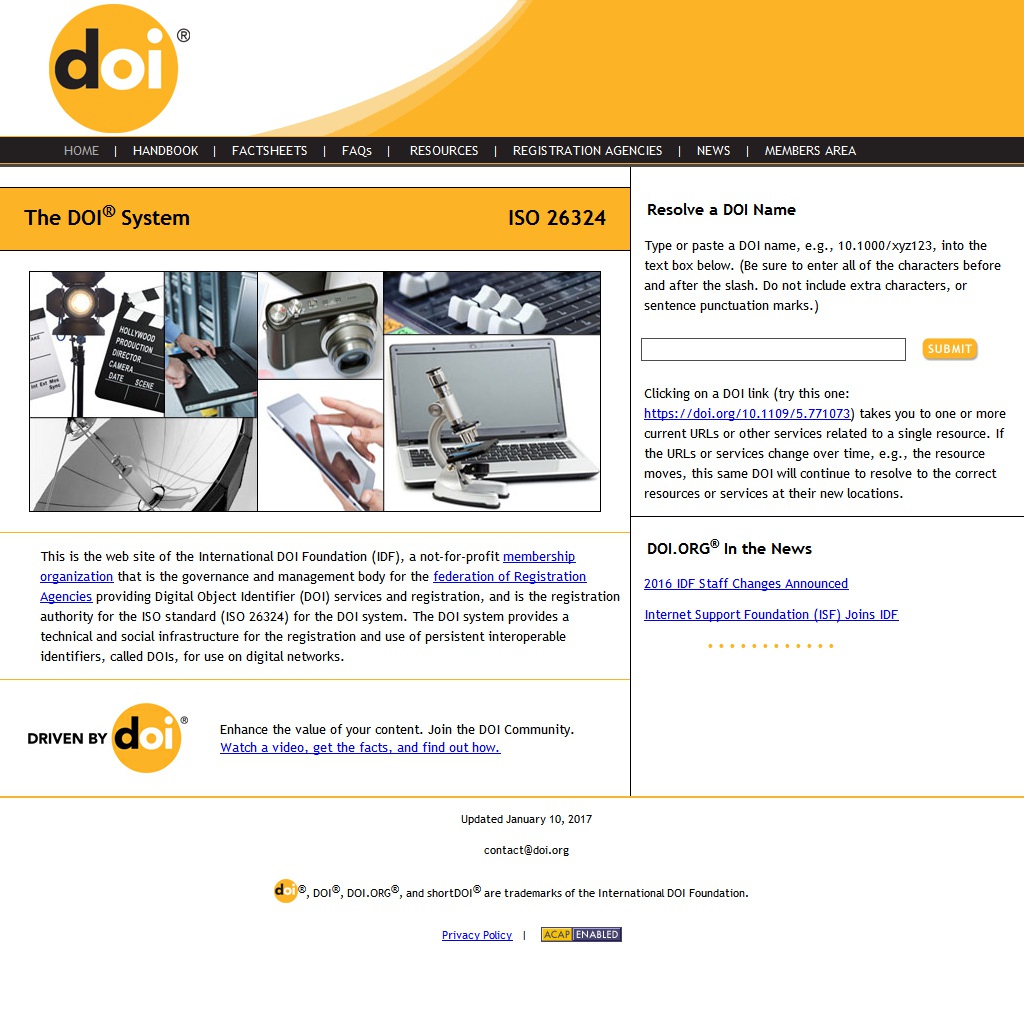 doi®
HOME | HANDBOOK | FACTSHEETS | FAQs | RESOURCES | REGISTRATION AGENCIES | NEWS | MEMBERS AREA
The DOI® System
ISO 26324
HOLLYWOOD
PRODUCTION
DIRECTOR
CAMERA
DATE SCENE
Int Ext Mos
Sync
This is the web site of the International DOI Foundation (IDF), a not-for-profit membership
organization that is the governance and management body for the federation of Registration
Agencies providing Digital Object Identifier (DOI) services and registration, and is the registration
authority for the ISO standard (ISO 26324) for the DOI system. The DOI system provides a
technical and social infrastructure for the registration and use of persistent interoperable
identifiers, called DOIs, for use on digital networks.
DRIVEN BY doi®
Enhance the value of your content. Join the DOI Community.
Watch a video, get the facts, and find out how.
Resolve a DOI Name
Type or paste a DOI name, e.g., 10.1000/xyz123, into the
text box below. (Be sure to enter all of the characters before
and after the slash. Do not include extra characters, or
sentence punctuation marks.)
SUBMIT
Clicking on a DOI link (try this one:
https://doi.org/10.1109/5.771073) takes you to one or more
current URLs or other services related to a single resource. If
the URLs or services change over time, e.g., the resource
moves, this same DOI will continue to resolve to the correct
resources or services at their new locations.
DOI.ORG® In the News
2016 IDF Staff Changes Announced
Internet Support Foundation (ISF) Joins IDF
Updated January 10, 2017
contact@doi.org
doi®, DOI®, DOI.ORG®, and shortDOI® are trademarks of the International DOI Foundation.
Privacy Policy | ACAP ENABLED